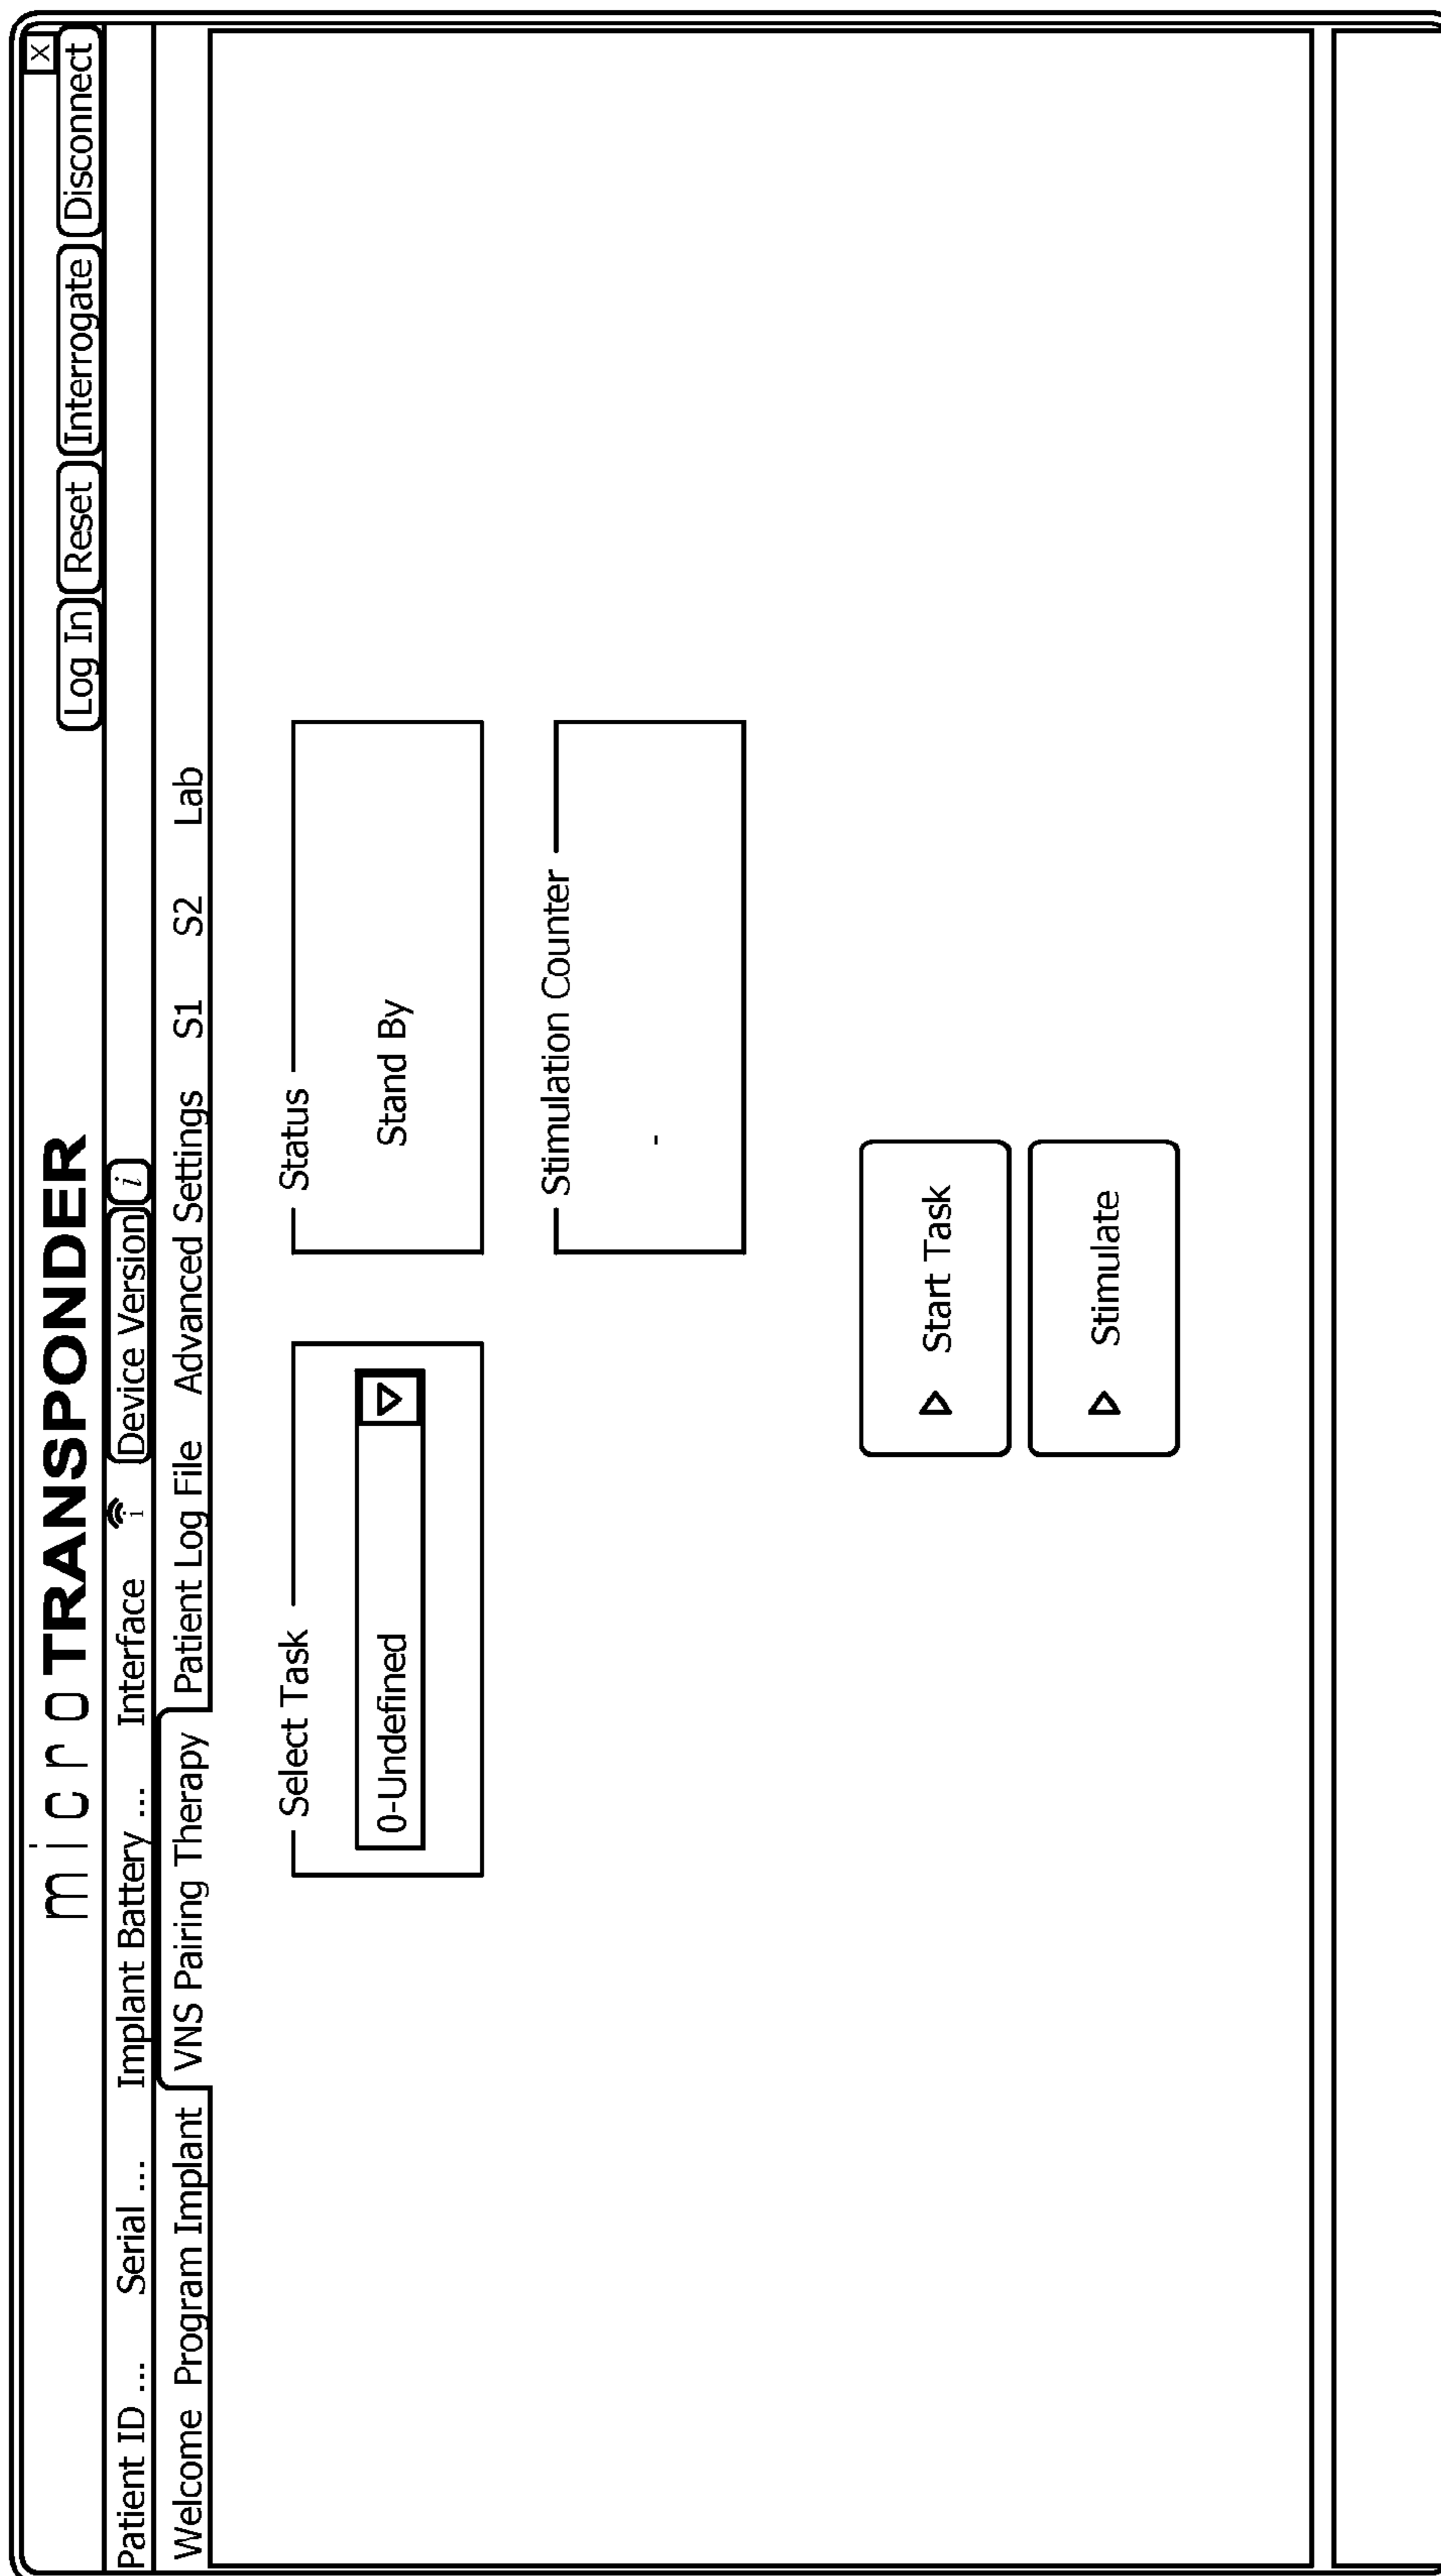 X
microTRANSPONDER
Log In Reset Interrogate Disconnect
Patient ID ... Serial ... Implant Battery ... Interface i Device Version i
Welcome Program Implant VNS Pairing Therapy Patient Log File Advanced Settings S1 S2 Lab
Select Task
0-Undefined
Status
Stand By
Stimulation Counter
-
Start Task
Stimulate